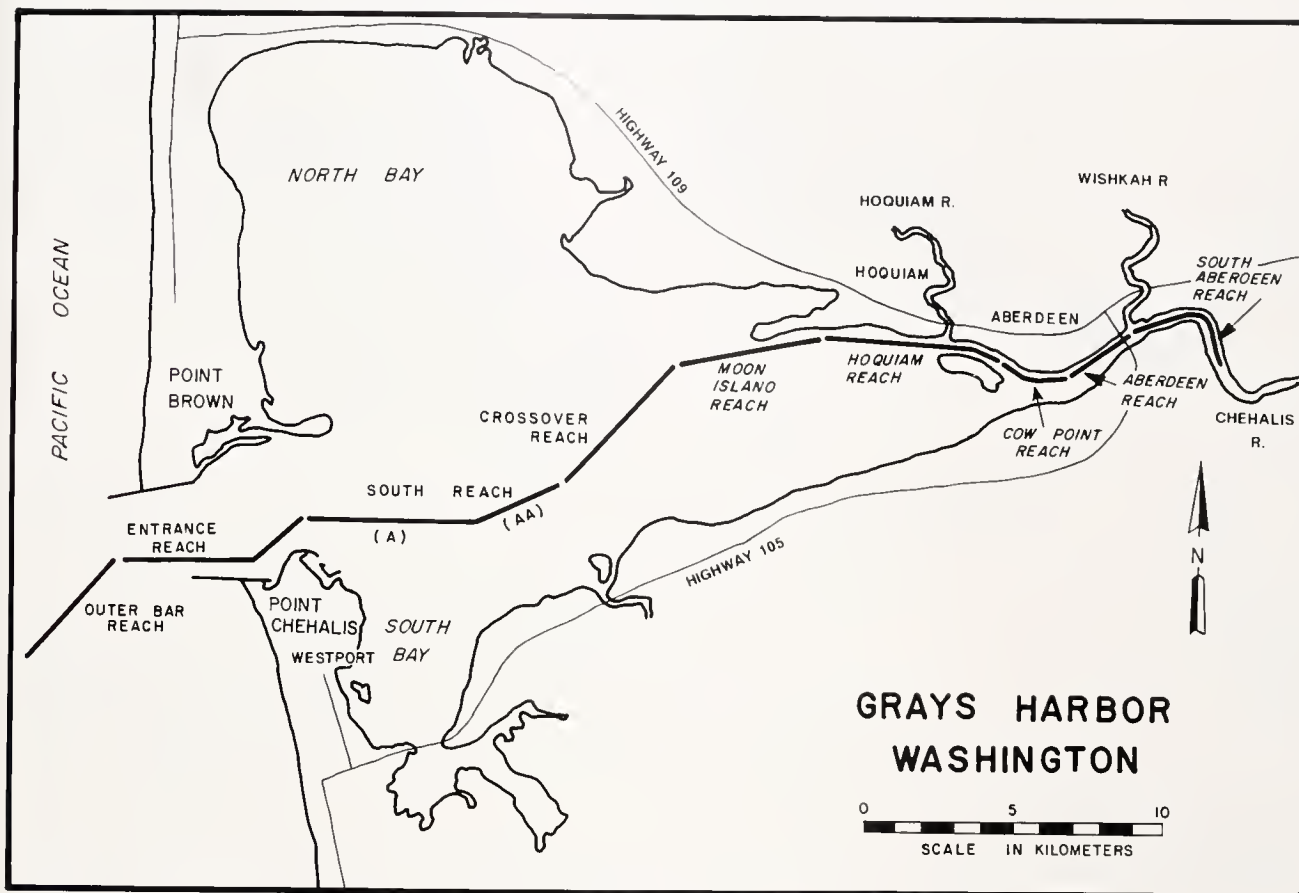 HIGHWAY 109
NORTH BAY
PACIFIC OCEAN
WISHKAH R
HOQUIAM R.
HOQUIAM
SOUTH
ABERDEEN
REACH
ABERDEEN
POINT
BROWN
MOON
ISLAND
REACH
HOQUIAM
REACH
ABERDEEN
REACH
CROSSOVER
REACH
COW POINT
REACH
CHEHALIS
R.
SOUTH REACH
(A)
(AA)
ENTRANCE
REACH
HIGHWAY 105
N
OUTER BAR
REACH
POINT
CHEHALIS
SOUTH
BAY
WESTPORT
GRAYS HARBOR
WASHINGTON
0 5 10
SCALE IN KILOMETERS